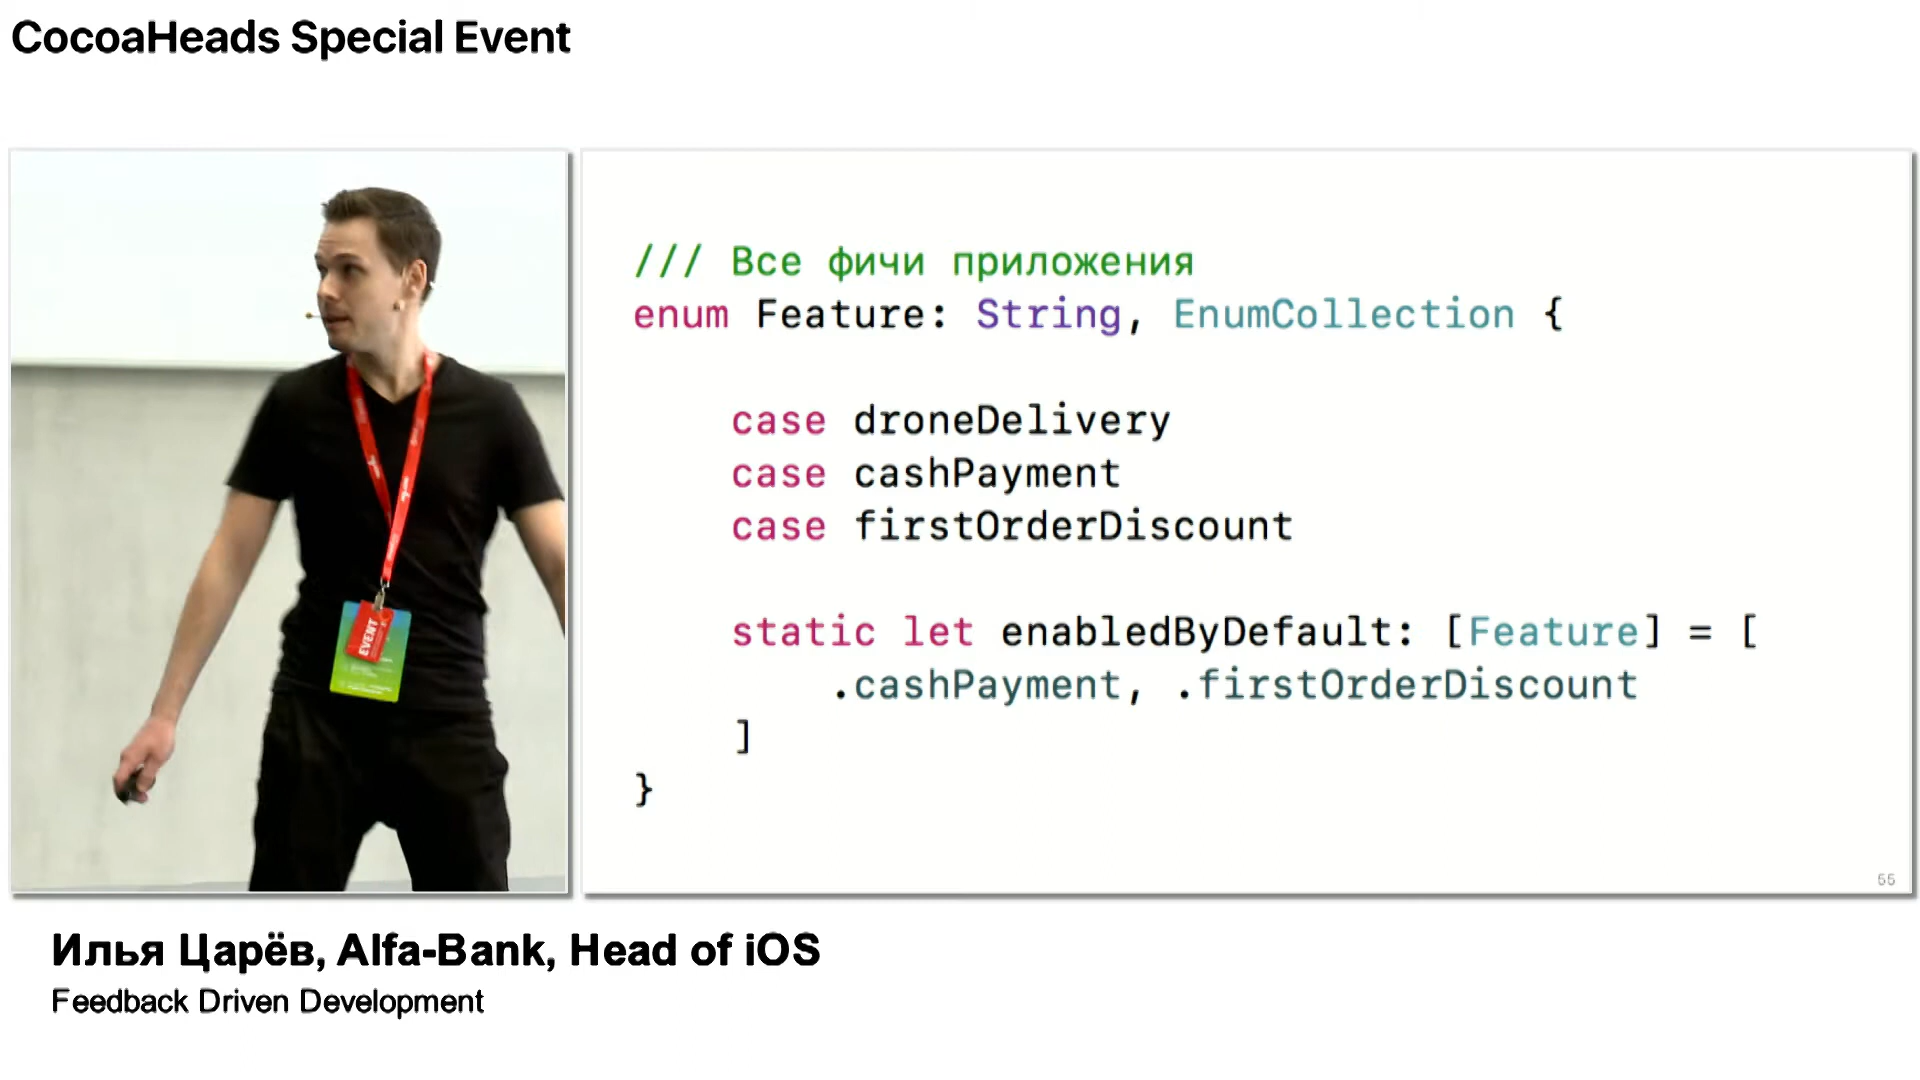 CocoaHeads Special Event
/// Все фичи приложения
enum Feature: String, EnumCollection {
case droneDelivery
case cashPayment
case firstOrderDiscount
static let enabledByDefault: [Feature] = [
.cashPayment, .firstOrderDiscount
]
}
55
EVENT
Илья Царёв, Alfa-Bank, Head of iOS
Feedback Driven Development